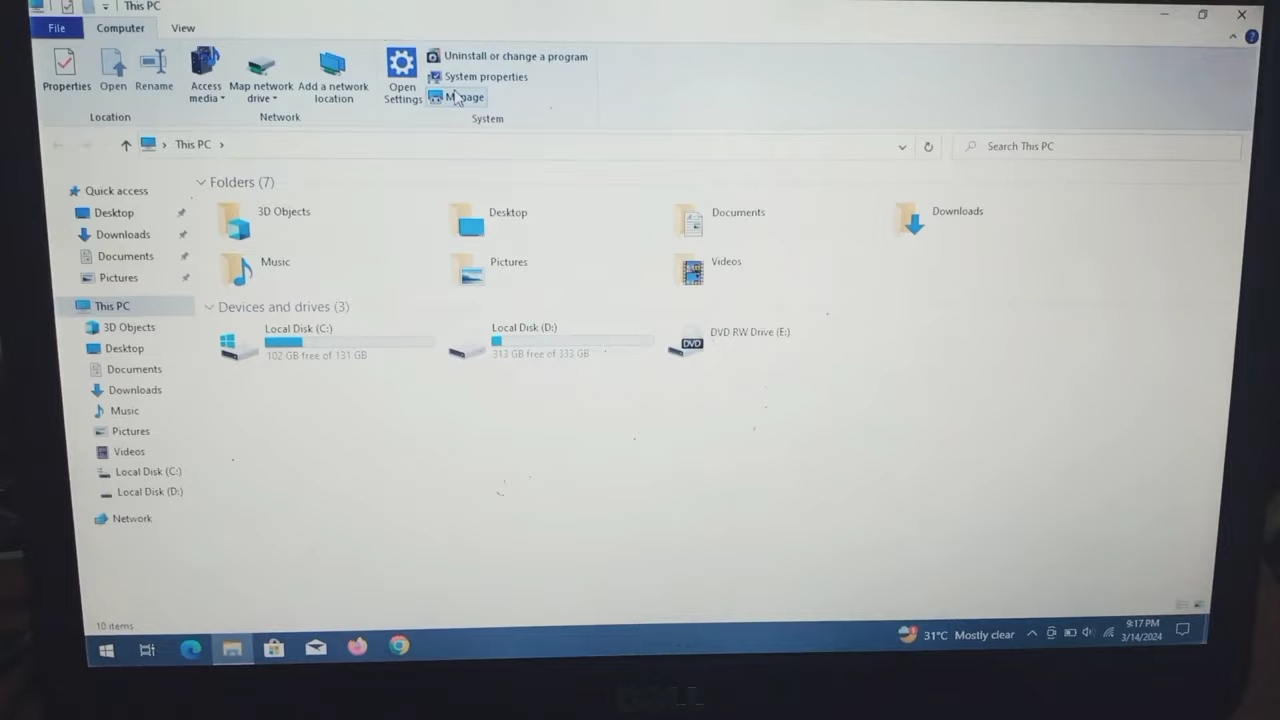 This PC
File Computer View
Properties Open Rename Access media Map network drive Add a network location Open Settings Uninstall or change a program
System properties
Manage
Location Network System
This PC Search This PC
Quick access
Desktop
Downloads
Documents
Pictures
This PC
3D Objects
Desktop
Documents
Downloads
Music
Pictures
Videos
Local Disk (C:)
Local Disk (D:)
Network
Folders (7)
3D Objects Desktop Documents Downloads
Music Pictures Videos
Devices and drives (3)
Local Disk (C:) Local Disk (D:) DVD RW Drive (E:)
DVD
102 GB free of 131 GB 313 GB free of 333 GB
10 items
31°C Mostly clear 9:17 PM
3/14/2024
DELL